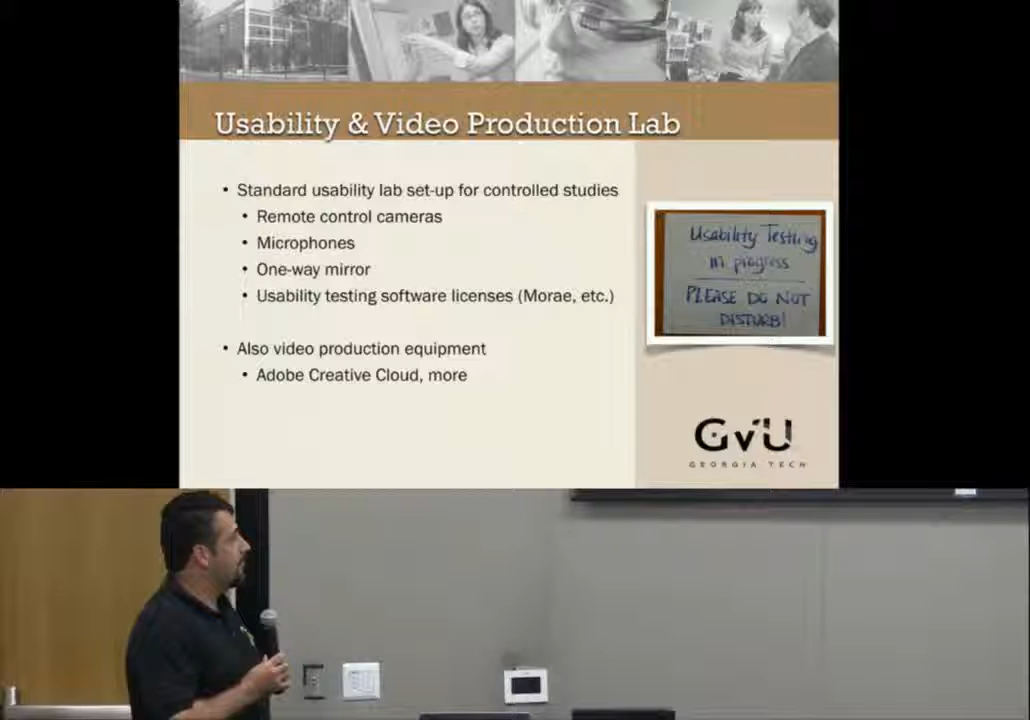 Usability & Video Production Lab
• Standard usability lab set-up for controlled studies
• Remote control cameras
• Microphones
• One-way mirror
• Usability testing software licenses (Morae, etc.)
• Also video production equipment
• Adobe Creative Cloud, more
Usability Testing
in progress
PLEASE DO NOT
DISTURB!
GVU
GEORGIA TECH